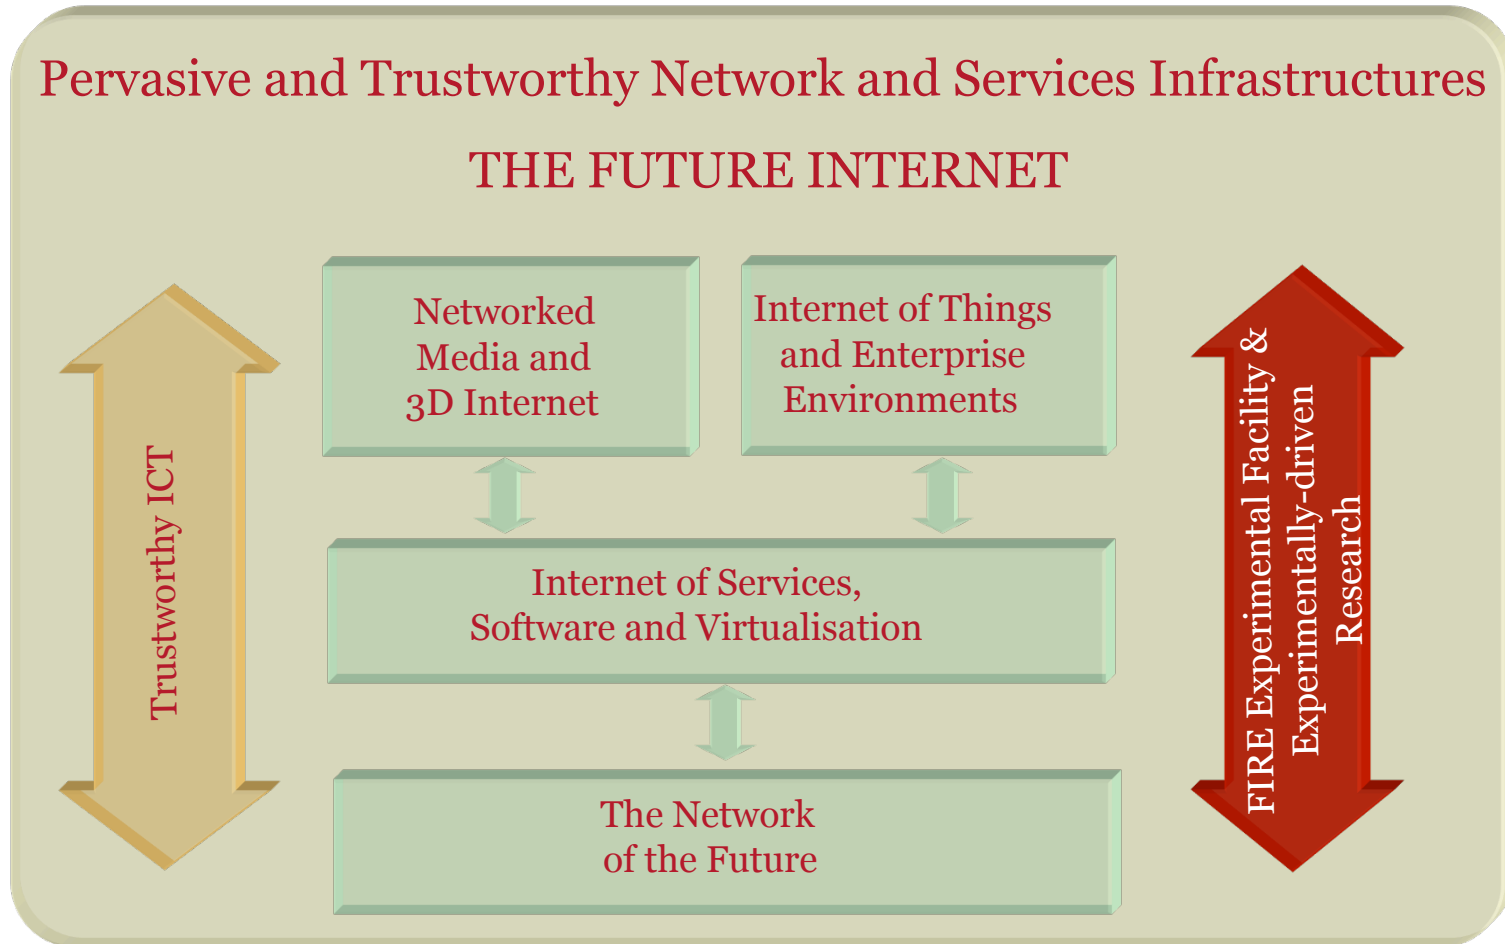 Pervasive and Trustworthy Network and Services Infrastructures
THE FUTURE INTERNET
Trustworthy ICT
Networked
Media and
3D Internet
Internet of Things
and Enterprise
Environments
Internet of Services,
Software and Virtualisation
The Network
of the Future
FIRE Experimental Facility &
Experimentally-driven
Research